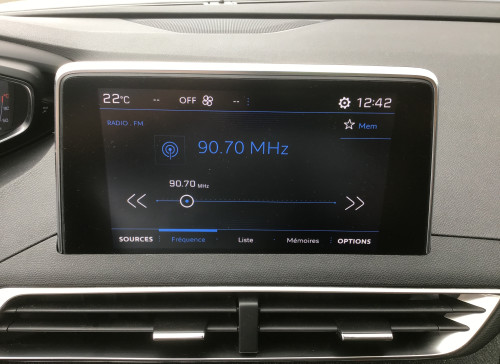 22°C -- OFF -- 12:42
RADIO . FM
Mem
90.70 MHz
90.70 MHz
SOURCES Fréquence Liste Mémoires OPTIONS